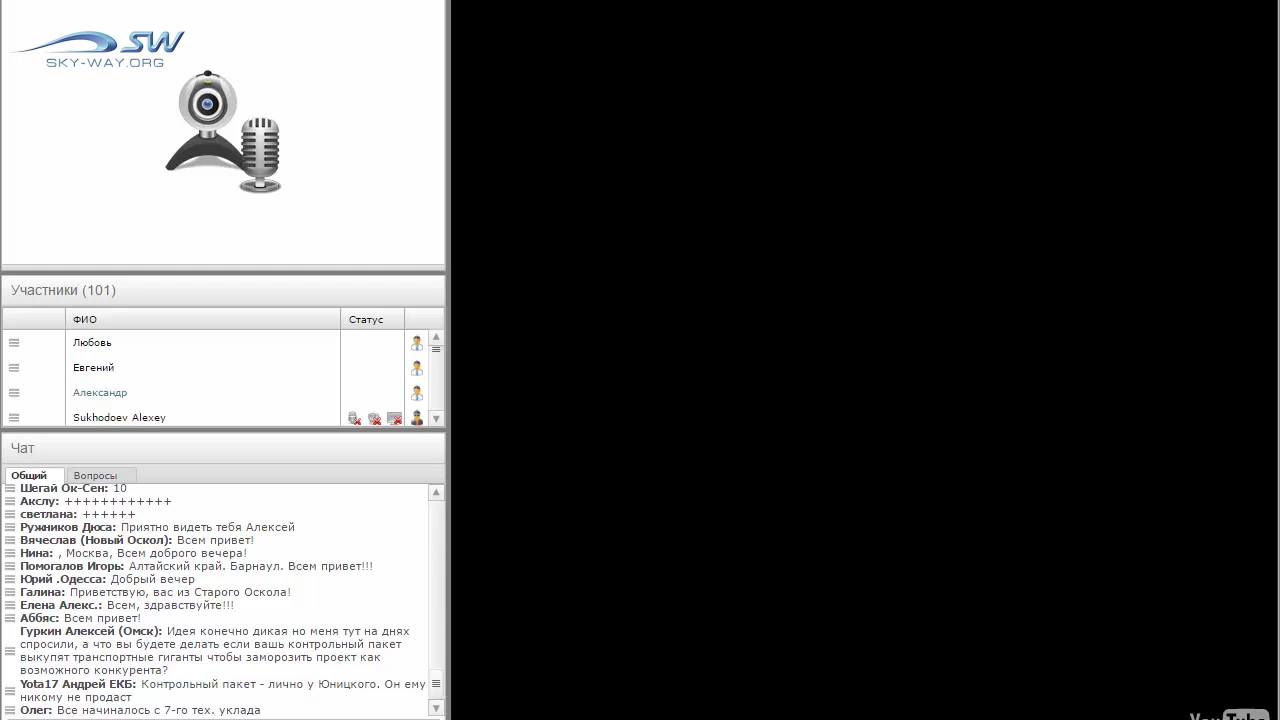 SW
SKY-WAY.ORG
Участники (101)
ФИО Статус
Любовь
Евгений
Александр
Sukhodoev Alexey
Чат
Общий Вопросы
Шегай Ок-Сен: 10
Акслу: ++++++++++++
светлана: ++++++
Ружников Дюса: Приятно видеть тебя Алексей
Вячеслав (Новый Оскол): Всем привет!
Нина: , Москва, Всем доброго вечера!
Помогалов Игорь: Алтайский край. Барнаул. Всем привет!!!
Юрий .Одесса: Добрый вечер
Галина: Приветствую, вас из Старого Оскола!
Елена Алекс.: Всем, здравствуйте!!!
Аббяс: Всем привет!
Гуркин Алексей (Омск): Идея конечно дикая но меня тут на днях
спросили, а что вы будете делать если вашь контрольный пакет
выкупят транспортные гиганты чтобы заморозить проект как
возможного конкурента?
Yota17 Андрей ЕКБ: Контрольный пакет - лично у Юницкого. Он ему
никому не продаст
Олег: Все начиналось с 7-го тех. уклада
YouTube